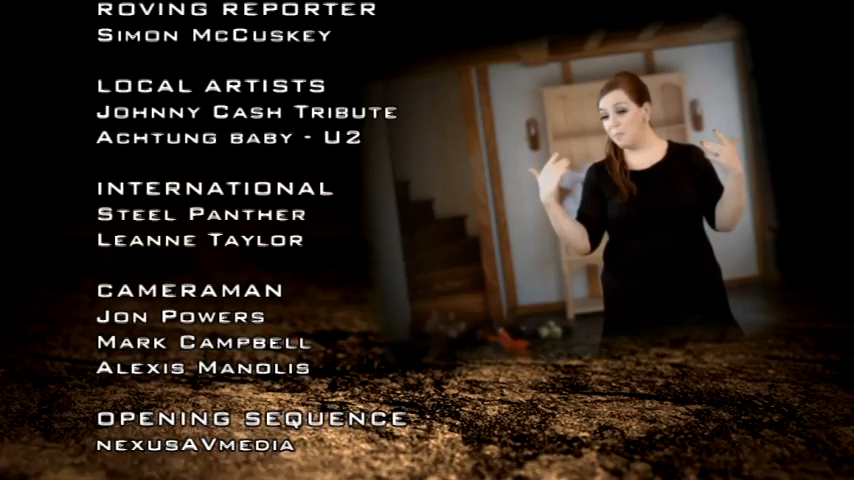 ROVING REPORTER
SIMON MCCUSKEY
LOCAL ARTISTS
JOHNNY CASH TRIBUTE
ACHTUNG BABY - U2
INTERNATIONAL
STEEL PANTHER
LEANNE TAYLOR
CAMERAMAN
JON POWERS
MARK CAMPBELL
ALEXIS MANOLIS
OPENING SEQUENCE
NEXUSAVMEDIA